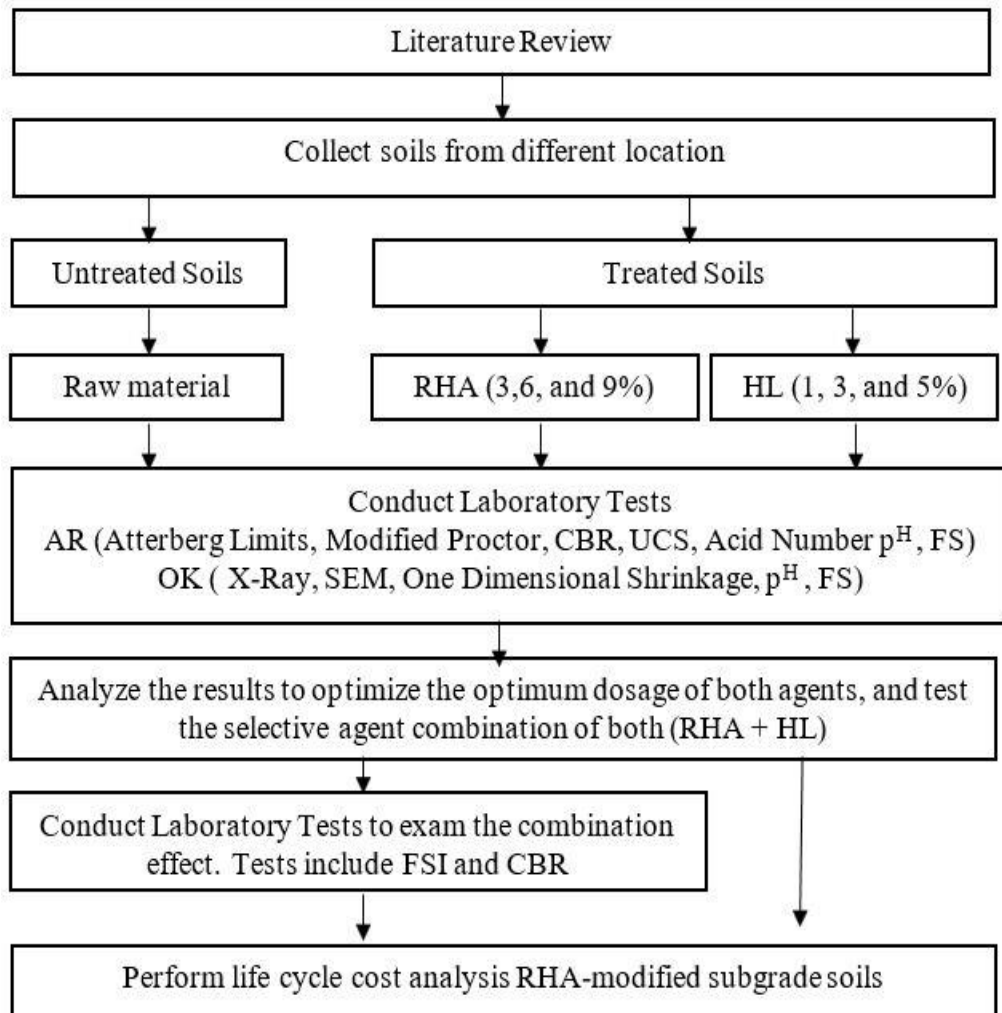 Literature Review
Collect soils from different location
Untreated Soils
Treated Soils
Raw material
RHA (3,6, and 9%)
HL (1, 3, and 5%)
Conduct Laboratory Tests
AR (Atterberg Limits, Modified Proctor, CBR, UCS, Acid Number pᴴ, FS)
OK ( X-Ray, SEM, One Dimensional Shrinkage, pᴴ, FS)
Analyze the results to optimize the optimum dosage of both agents, and test
the selective agent combination of both (RHA + HL)
Conduct Laboratory Tests to exam the combination
effect. Tests include FSI and CBR
Perform life cycle cost analysis RHA-modified subgrade soils